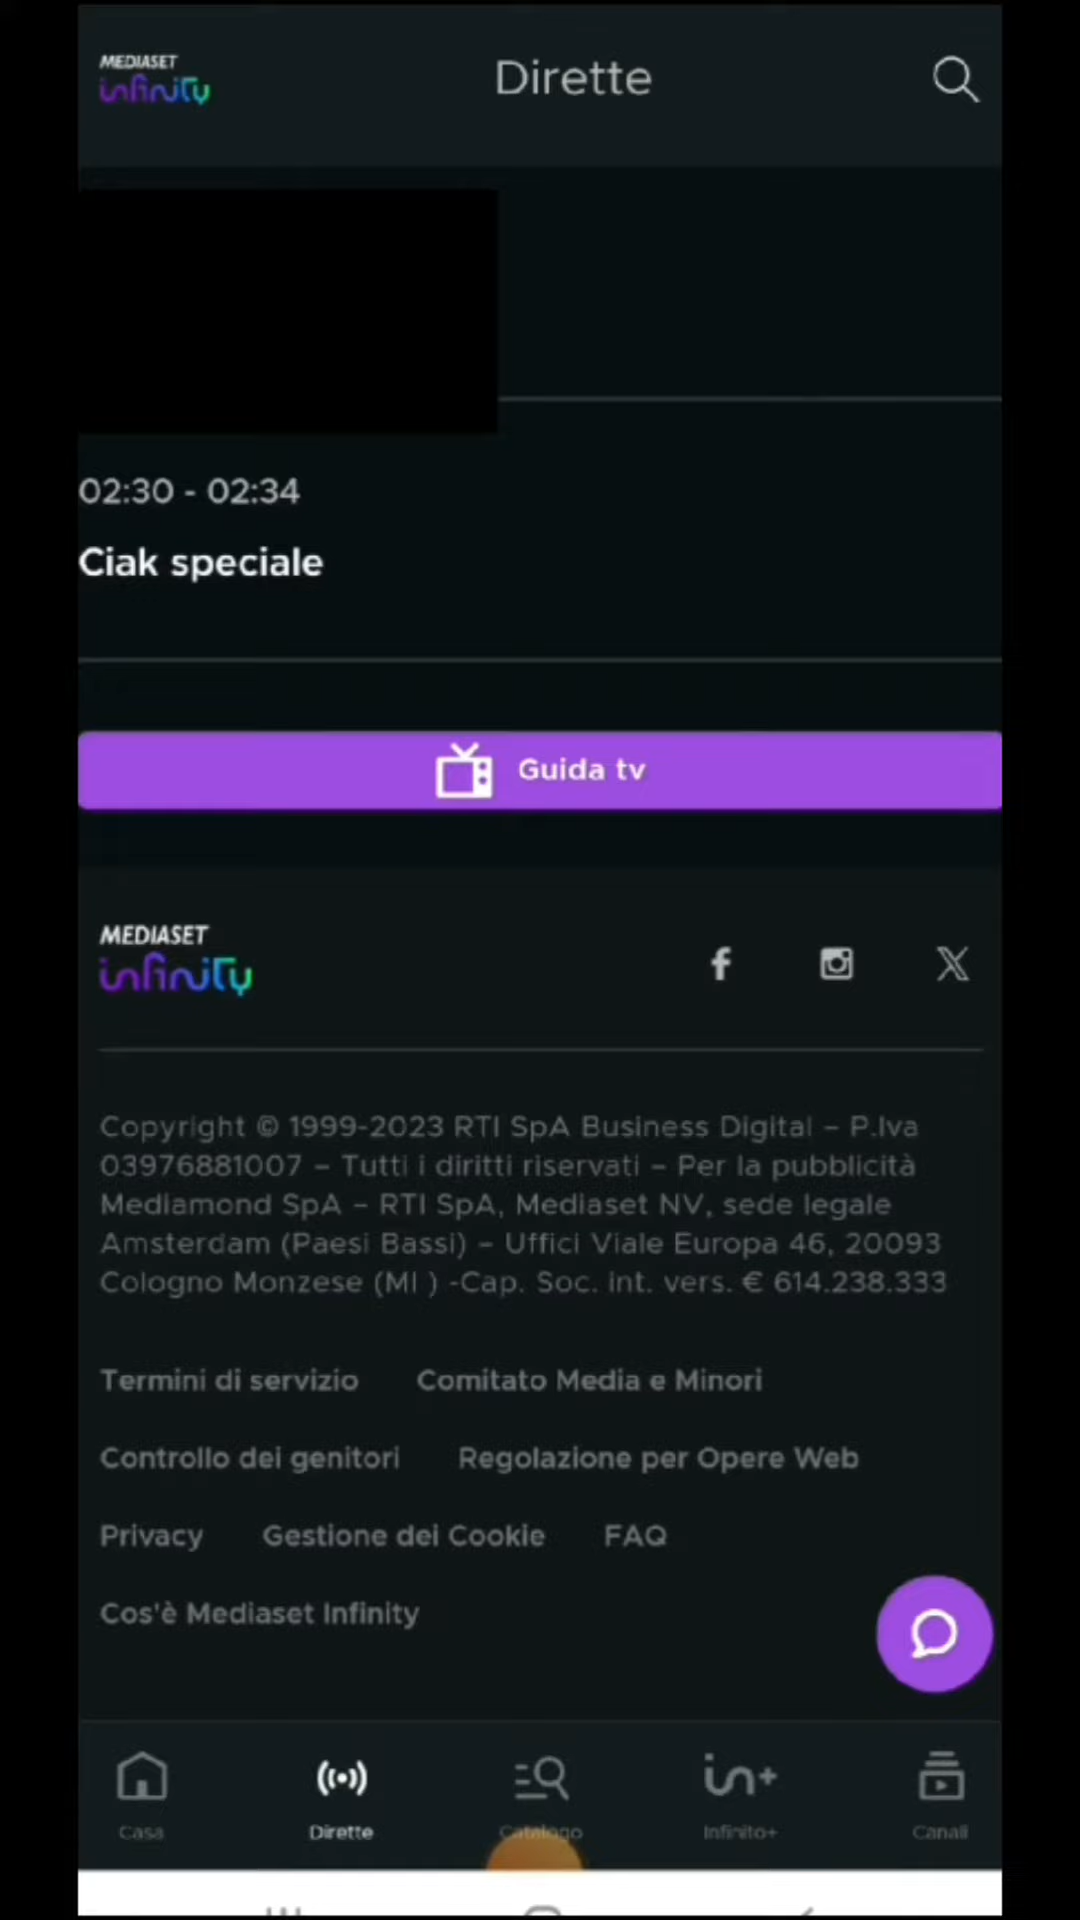 MEDIASET
infinity
Dirette
02:30 - 02:34
Ciak speciale
Guida tv
MEDIASET
infinity
Copyright © 1999-2023 RTI SpA Business Digital – P.Iva
03976881007 – Tutti i diritti riservati – Per la pubblicità
Mediamond SpA – RTI SpA, Mediaset NV, sede legale
Amsterdam (Paesi Bassi) – Uffici Viale Europa 46, 20093
Cologno Monzese (MI ) -Cap. Soc. int. vers. € 614.238.333
Termini di servizio Comitato Media e Minori
Controllo dei genitori Regolazione per Opere Web
Privacy Gestione dei Cookie FAQ
Cos'è Mediaset Infinity
in+
Casa Dirette Catalogo Infinito+ Canali